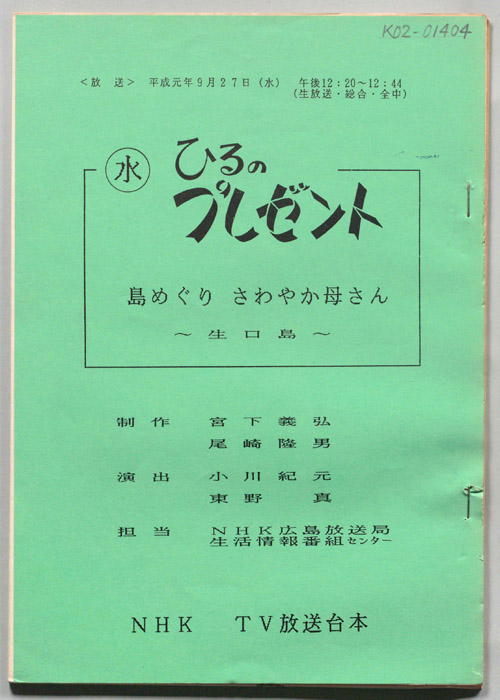 K02-01404
<放 送> 平成元年9月27日(水) 午後12:20~12:44
(生放送・総合・全中)
水 ひるの
プレゼント
島めぐり さわやか母さん
~生口島~
制作 宮下義弘
尾崎隆男
演出 小川紀元
東野真
担当 NHK広島放送局
生活情報番組センター
NHK TV放送台本